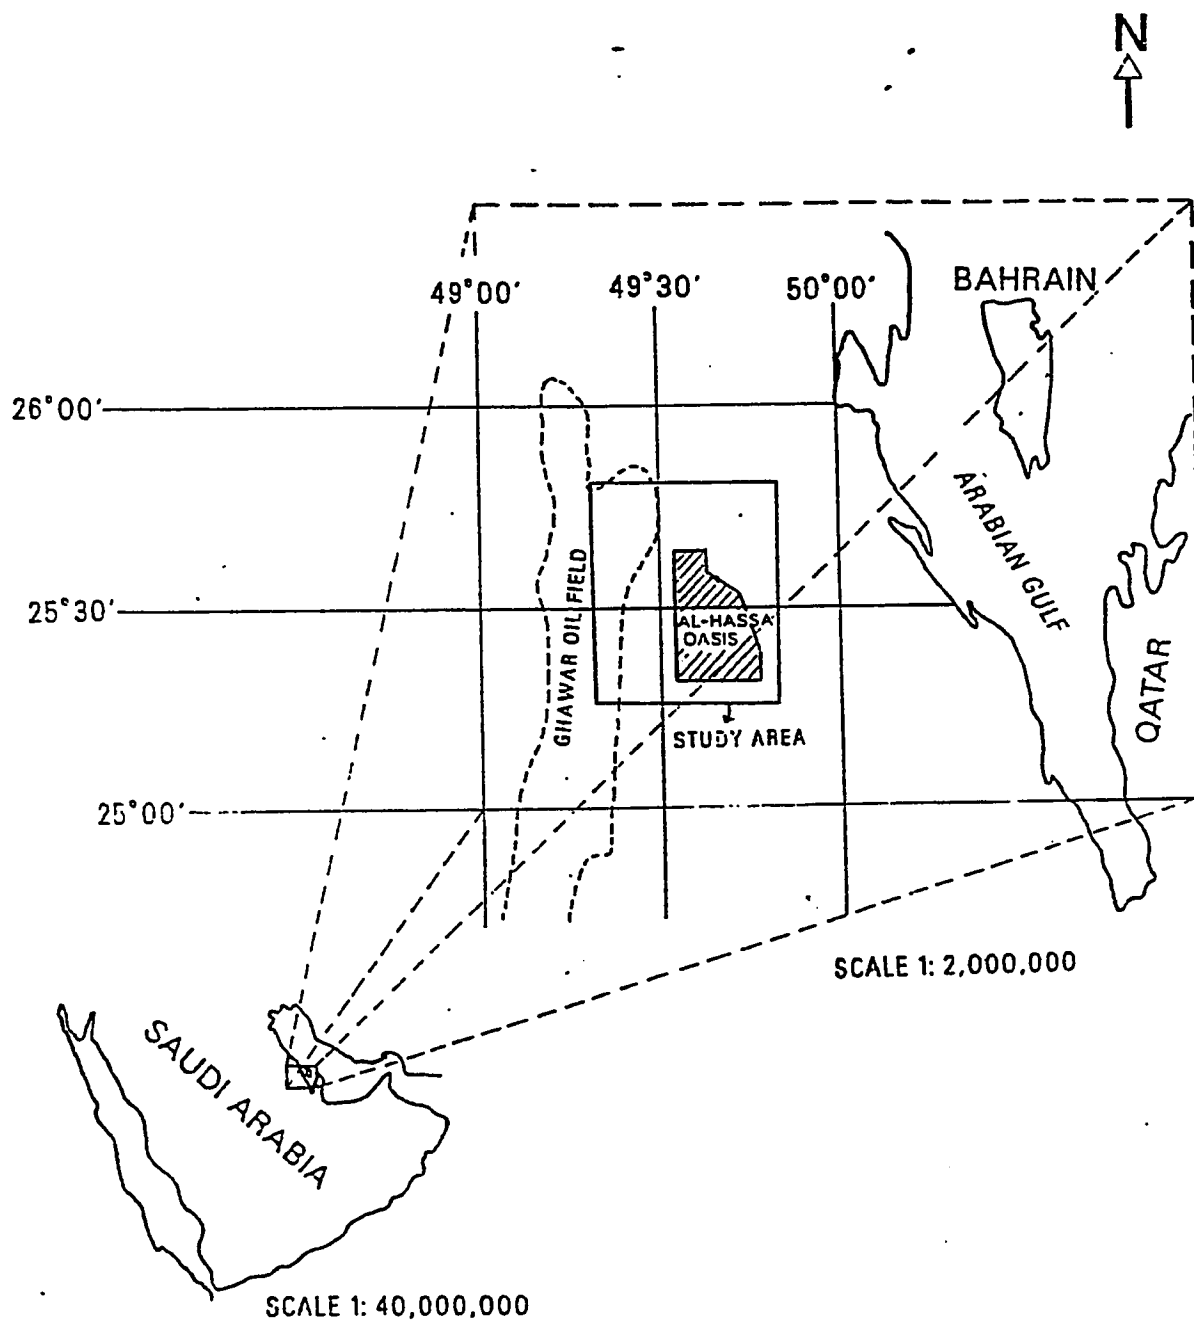 N
BAHRAIN
49°00'
49°30'
50°00'
26°00'
ARABIAN GULF
GHAWAR OIL FIELD
25°30'
AL-HASSA
OASIS
QATAR
STUDY AREA
25°00'
SCALE 1: 2,000,000
SAUDI ARABIA
SCALE 1: 40,000,000